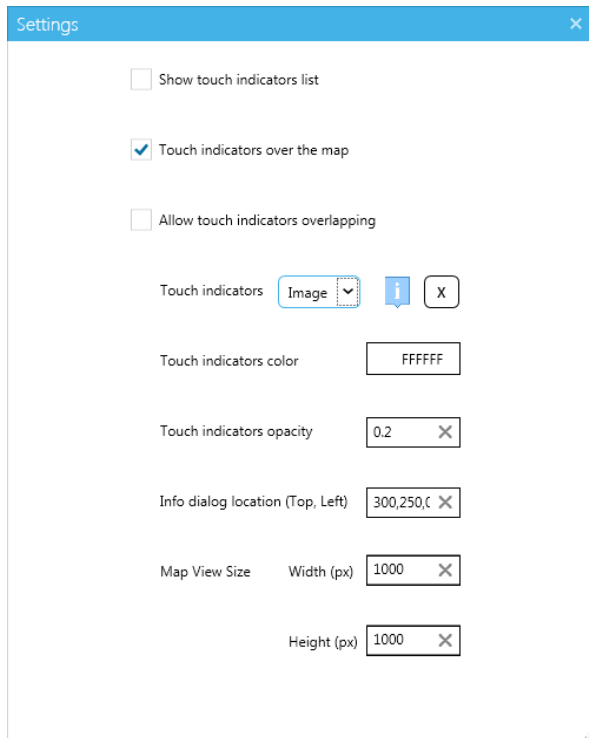 Settings
Show touch indicators list
Touch indicators over the map
Allow touch indicators overlapping
Touch indicators Image i X
Touch indicators color FFFFFF
Touch indicators opacity 0.2
Info dialog location (Top, Left) 300,250,
Map View Size Width (px) 1000
Height (px) 1000